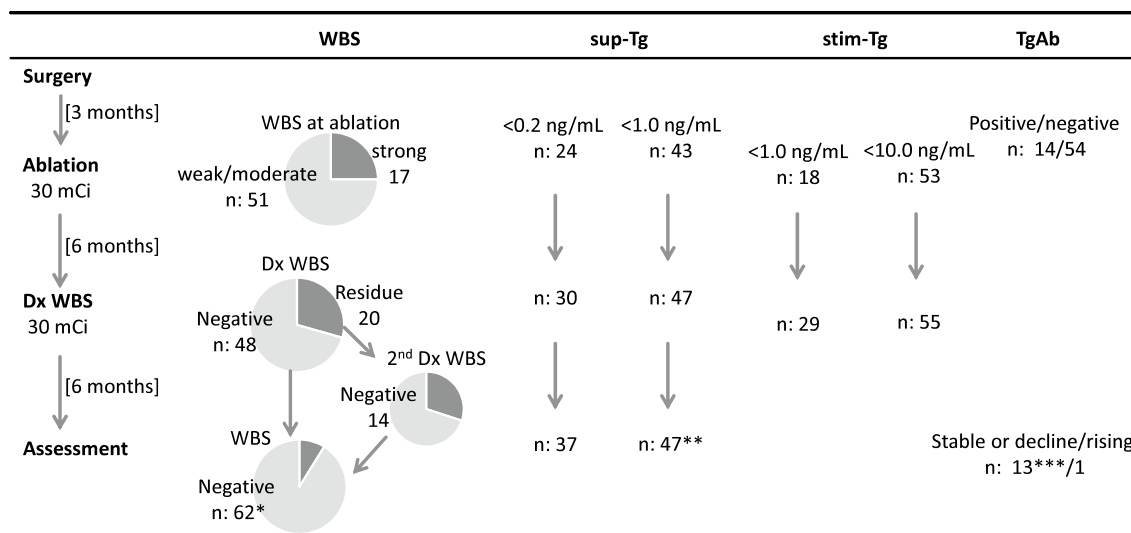 WBS sup-Tg stim-Tg TgAb
Surgery
[3 months]
WBS at ablation
<0.2 ng/mL <1.0 ng/mL
Positive/negative
n: 24 n: 43
n: 14/54
strong
<1.0 ng/mL <10.0 ng/mL
Ablation
weak/moderate
17
n: 18 n: 53
30 mCi
n: 51
[6 months]
Dx WBS
Residue
Dx WBS
n: 30 n: 47
Negative
20
30 mCi
n: 29 n: 55
n: 48
2nd Dx WBS
[6 months]
Negative
14
WBS
Assessment
n: 37 n: 47**
Stable or decline/rising
n: 13***/1
Negative
n: 62*